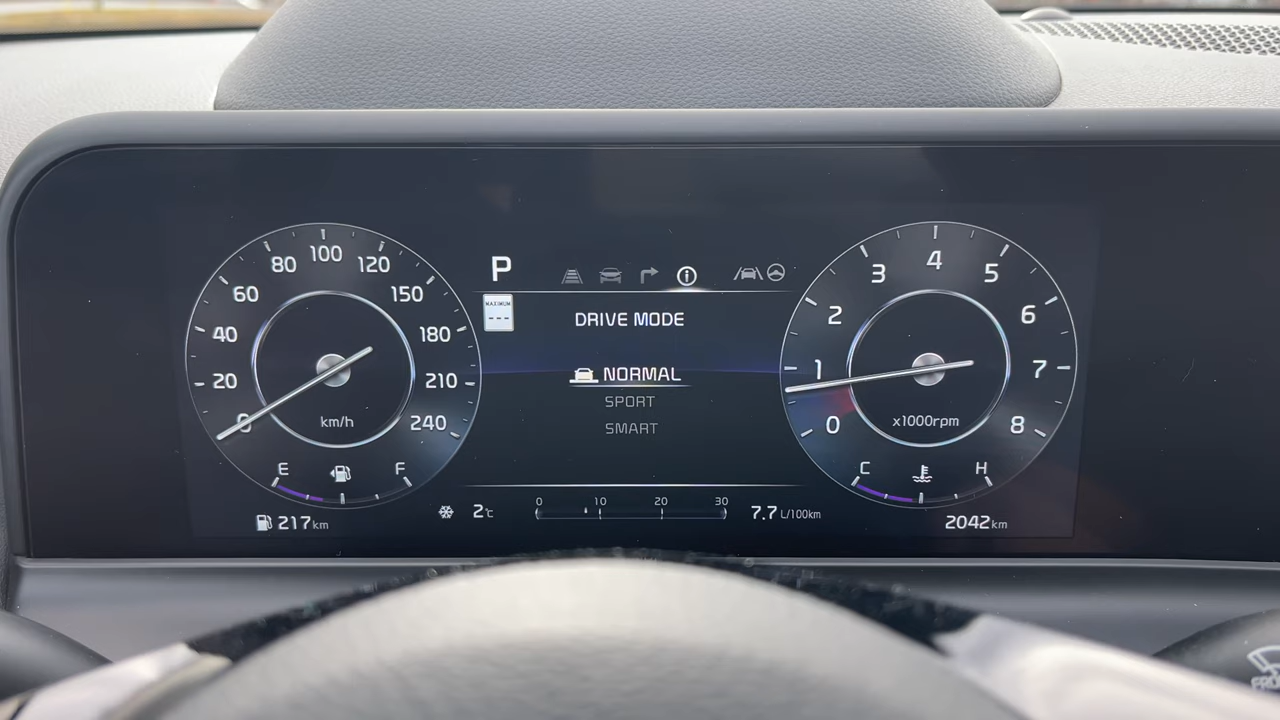 20
40
60
80
100
120
150
180
210
240
km/h
E
F
217km
P
MAXIMUM
---
DRIVE MODE
NORMAL
SPORT
SMART
2°C
0 10 20 30
7.7 L/100km
0
1
2
3
4
5
6
7
8
x1000rpm
C
H
2042km